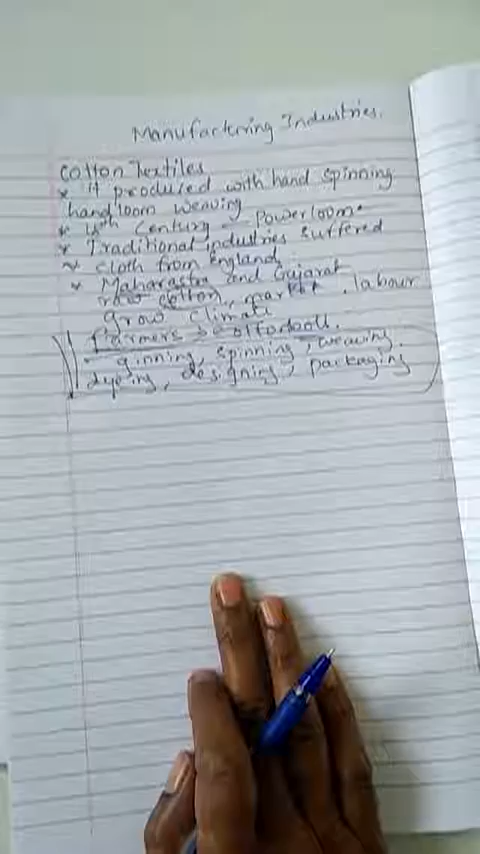 Manufacturing Industries.
Cotton Textiles
* It produced with hand spinning
handloom weaving
* 18th Century - Powerloom.
* Traditional industries suffered
* Cloth from England
* Maharastra and Gujarat
raw cotton, market, labour
grow climate
Farmers
- ginning, spinning, weaving.
dyeing, designing, packaging